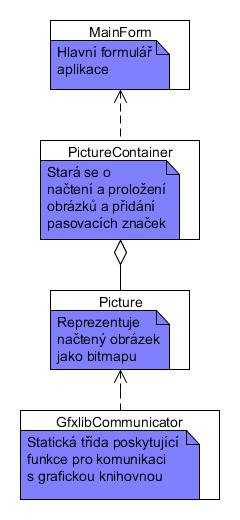 MainForm
Hlavní formulář
aplikace
PictureContainer
Stará se o
načtení a proložení
obrázků a přidání
pasovacích značek
Picture
Reprezentuje
načtený obrázek
jako bitmapu
GfxlibCommunicator
Statická třída poskytující
funkce pro komunikaci
s grafickou knihovnou